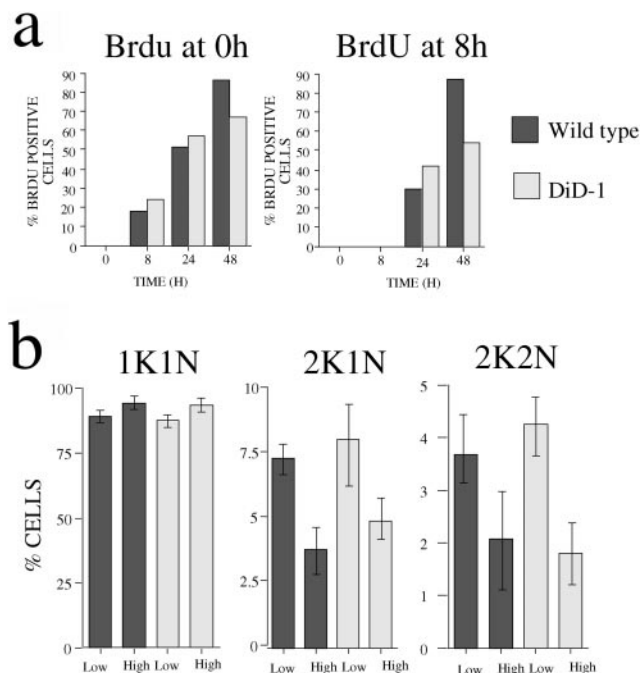 a
Brdu at 0h
BrdU at 8h
% BRDU POSITIVE
CELLS
90
80
70
60
50
40
30
20
10
0
0 8 24 48
TIME (H)
% BRDU POSITIVE
CELLS
90
80
70
60
50
40
30
20
10
0
0 8 24 48
TIME (H)
Wild type
DiD-1
b
1K1N
2K1N
2K2N
% CELLS
100
75
50
25
0
Low High Low High
10
7.5
5
2.5
0
Low High Low High
5
4
3
2
1
0
Low High Low High